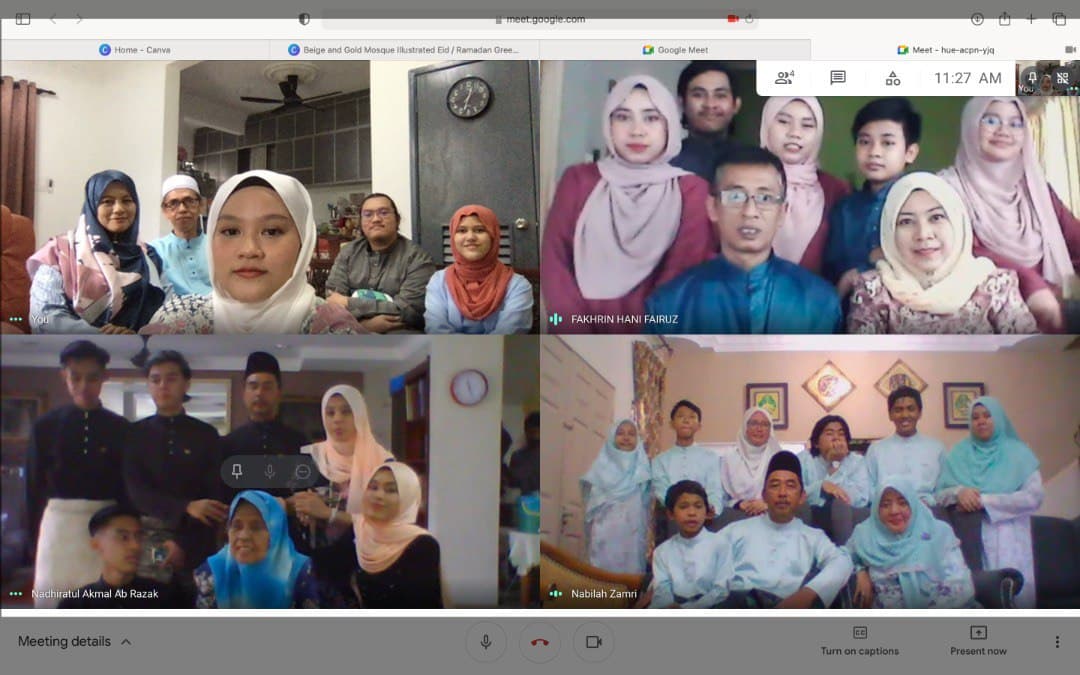 meet.google.com
Home - Canva
Beige and Gold Mosque Illustrated Eid / Ramadan Gree...
Google Meet
Meet - hue-acpn-yjq
4
11:27 AM
You
You
FAKHRIN HANI FAIRUZ
Nadhiratul Akmal Ab Razak
Nabilah Zamri
Meeting details
CC
Turn on captions
Present now